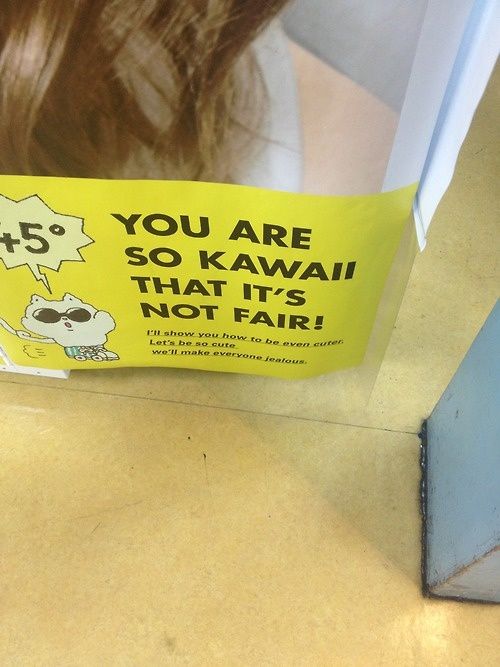 45°
YOU ARE
SO KAWAII
THAT IT'S
NOT FAIR!
I'll show you how to be even cuter.
Let's be so cute
we'll make everyone jealous.